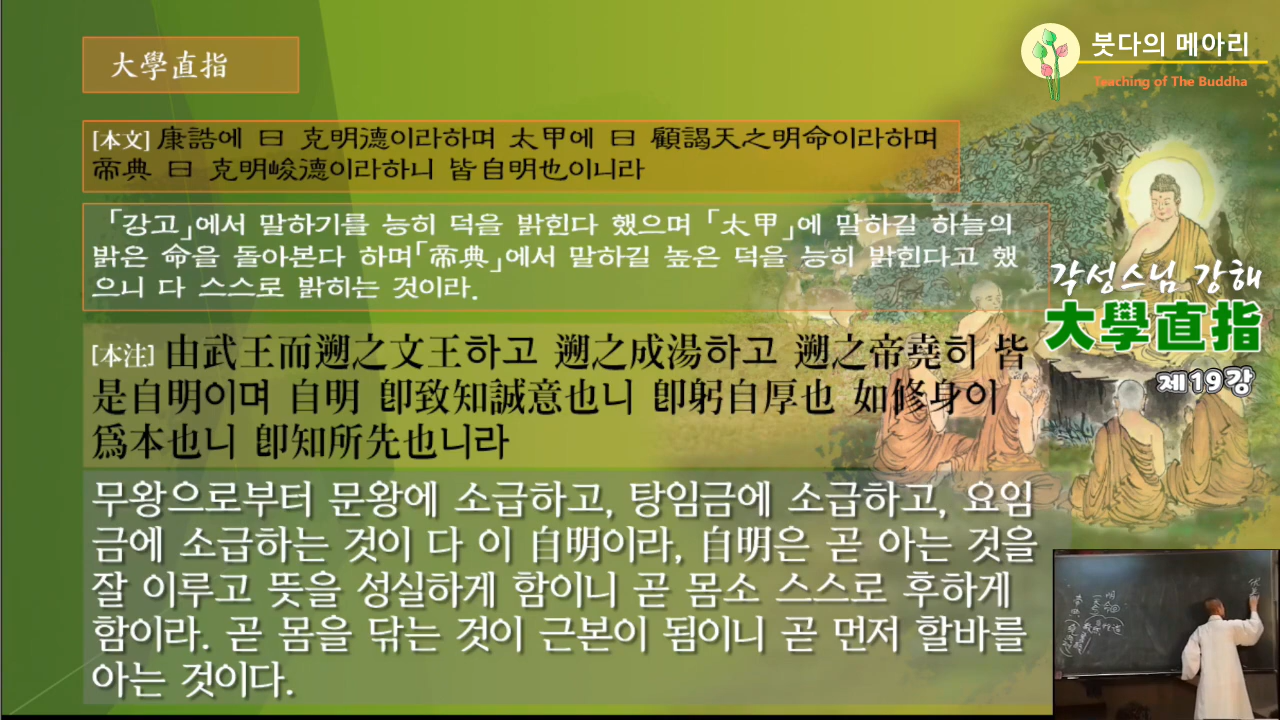 大學直指
붓다의 메아리
Teaching of The Buddha
[本文] 康誥에 曰 克明德이라하며 太甲에 曰 顧諟天之明命이라하며
帝典 曰 克明峻德이라하니 皆自明也이니라
「강고」에서 말하기를 능히 덕을 밝힌다 했으며 「太甲」에 말하길 하늘의
밝은 命을 돌아본다 하며「帝典」에서 말하길 높은 덕을 능히 밝힌다고 했
으니 다 스스로 밝히는 것이라.
[本注] 由武王而遡之文王하고 遡之成湯하고 遡之帝堯히 皆
是自明이며 自明 卽致知誠意也니 卽躬自厚也 如修身이
爲本也니 卽知所先也니라
무왕으로부터 문왕에 소급하고, 탕임금에 소급하고, 요임
금에 소급하는 것이 다 이 自明이라, 自明은 곧 아는 것을
잘 이루고 뜻을 성실하게 함이니 곧 몸소 스스로 후하게
함이라. 곧 몸을 닦는 것이 근본이 됨이니 곧 먼저 할바를
아는 것이다.
각성스님 강해
大學直指
제19강